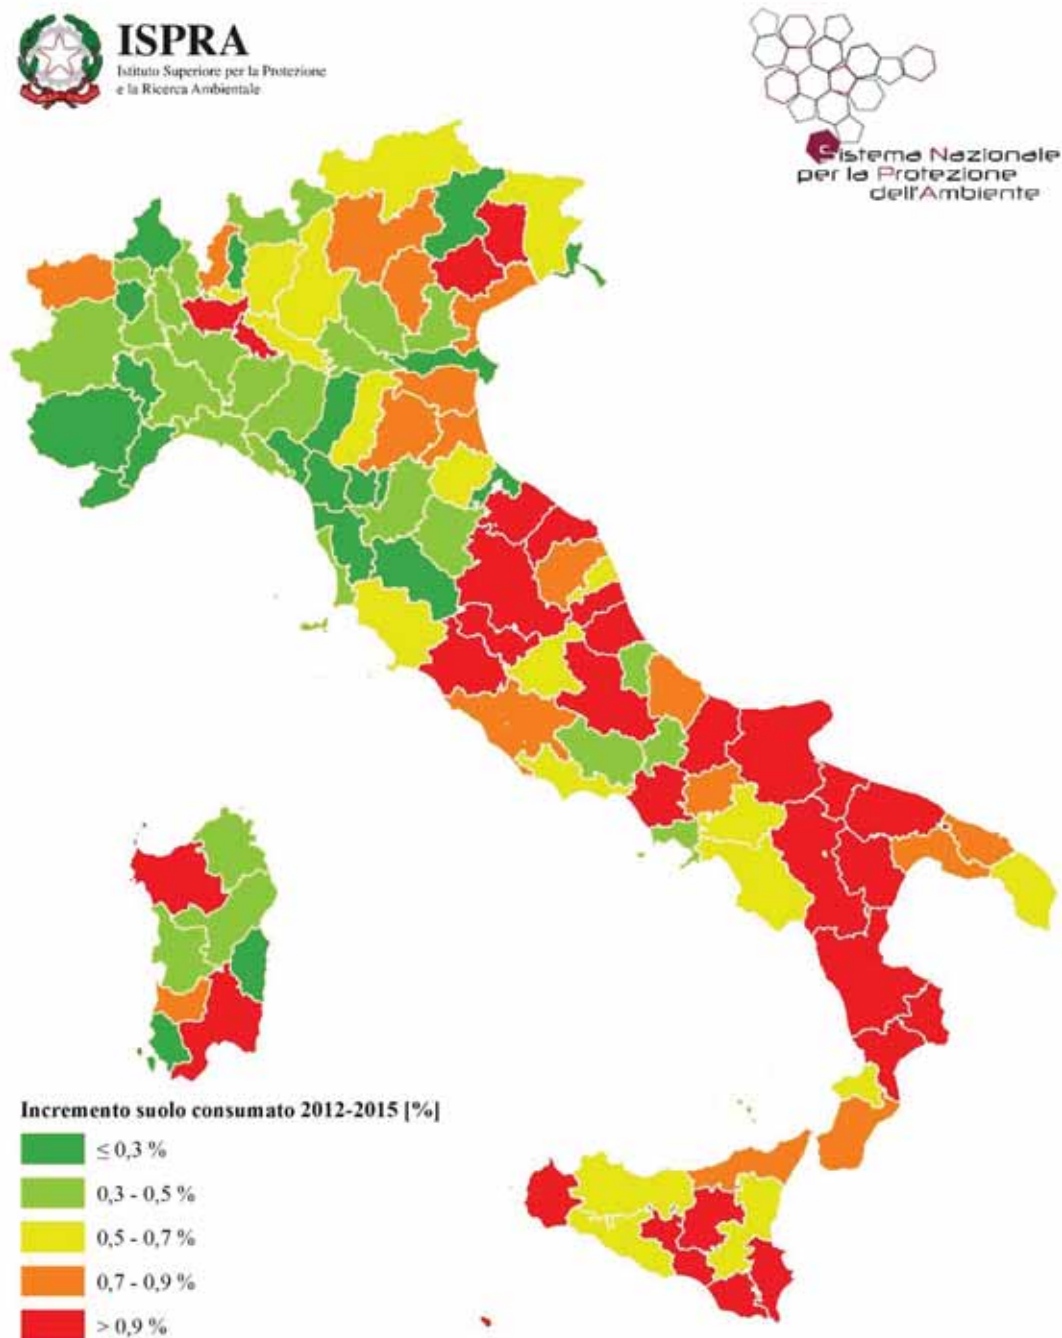 ISPRA
Istituto Superiore per la Protezione
e la Ricerca Ambientale
Sistema Nazionale
per la Protezione
dell'Ambiente
Incremento suolo consumato 2012-2015 [%]
≤ 0,3 %
0,3 - 0,5 %
0,5 - 0,7 %
0,7 - 0,9 %
> 0,9 %